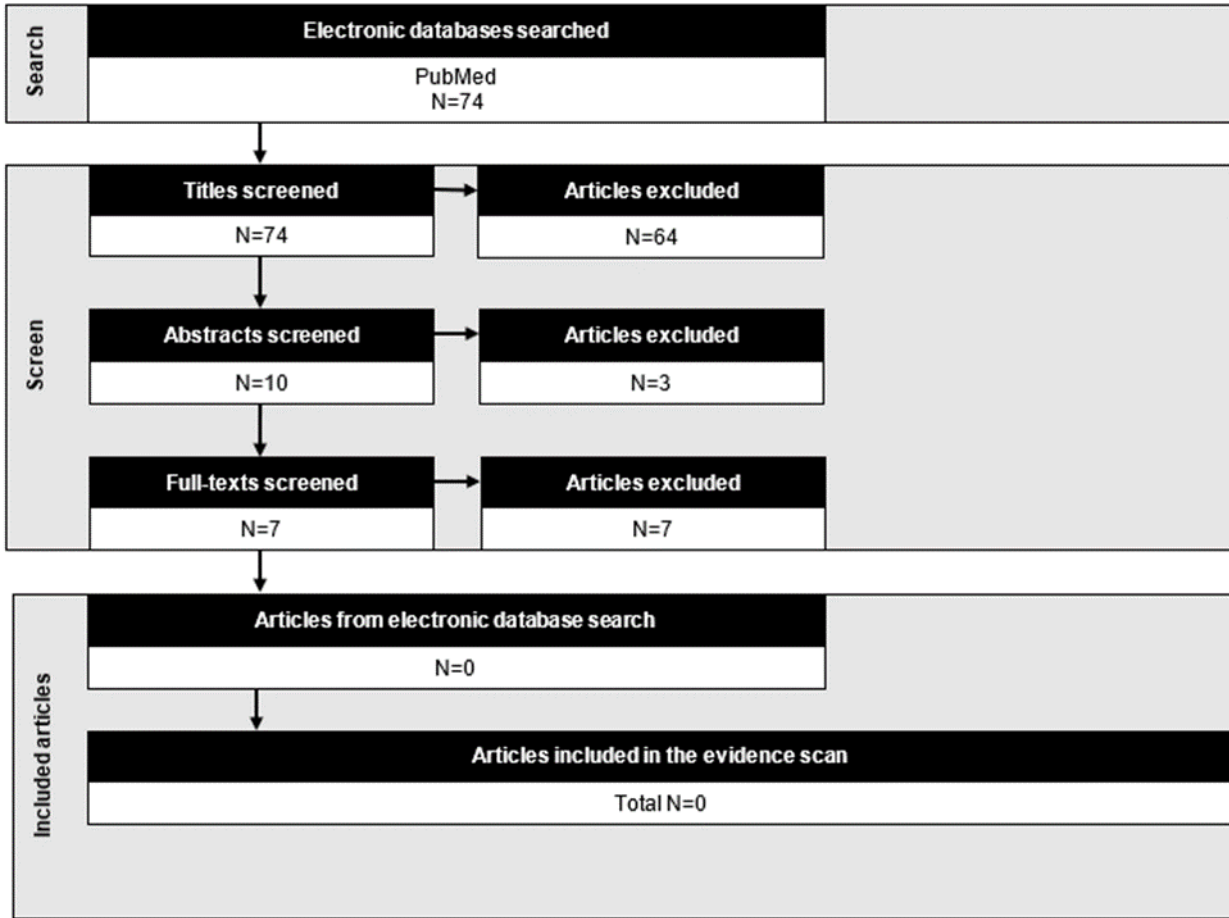 Search
Electronic databases searched
PubMed
N=74
Screen
Titles screened
Articles excluded
N=74
N=64
Abstracts screened
Articles excluded
N=10
N=3
Full-texts screened
Articles excluded
N=7
N=7
Included articles
Articles from electronic database search
N=0
Articles included in the evidence scan
Total N=0